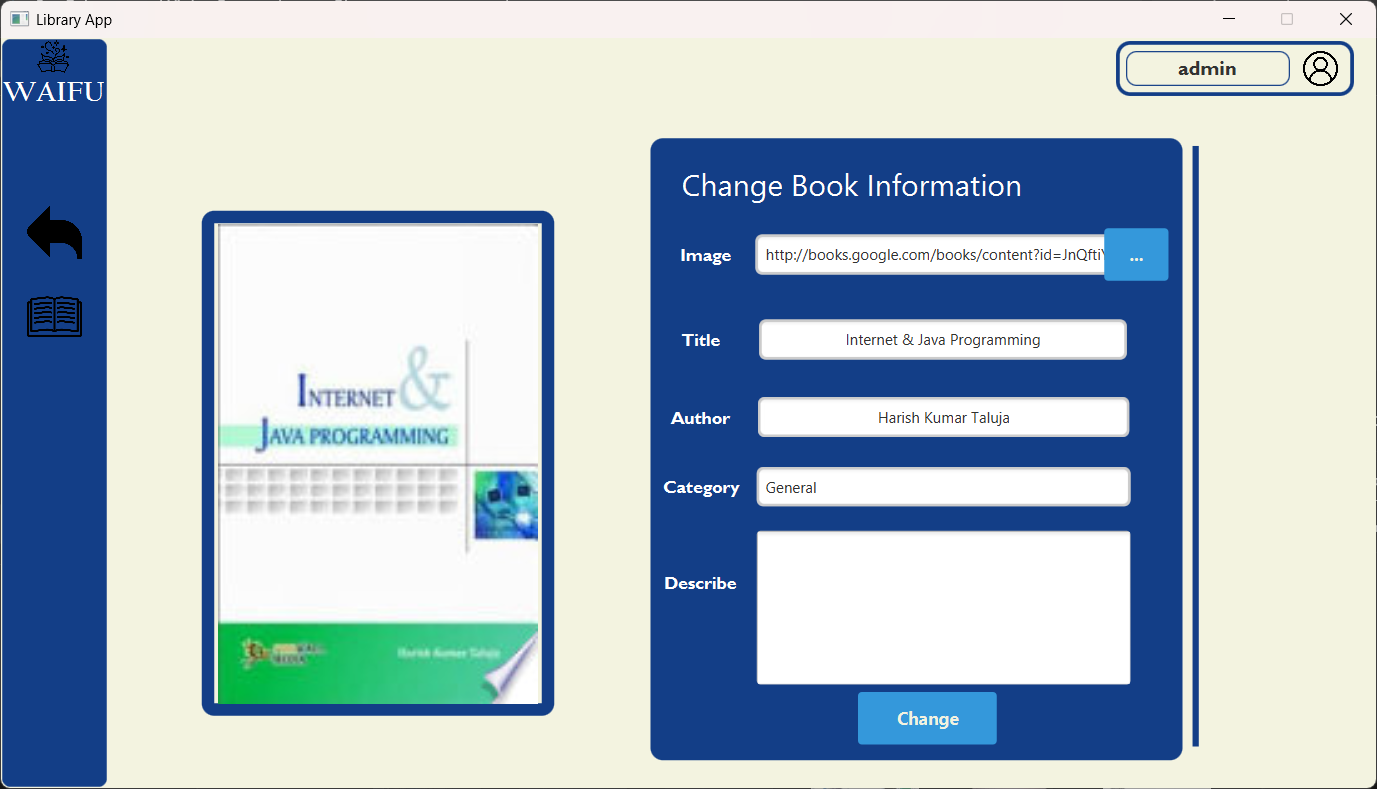 Library App
WAIFU
admin
INTERNET &
JAVA PROGRAMMING
Harish Kumar Taluja
Change Book Information
Image
http://books.google.com/books/content?id=JnQftiY
...
Title
Internet & Java Programming
Author
Harish Kumar Taluja
Category
General
Describe
Change